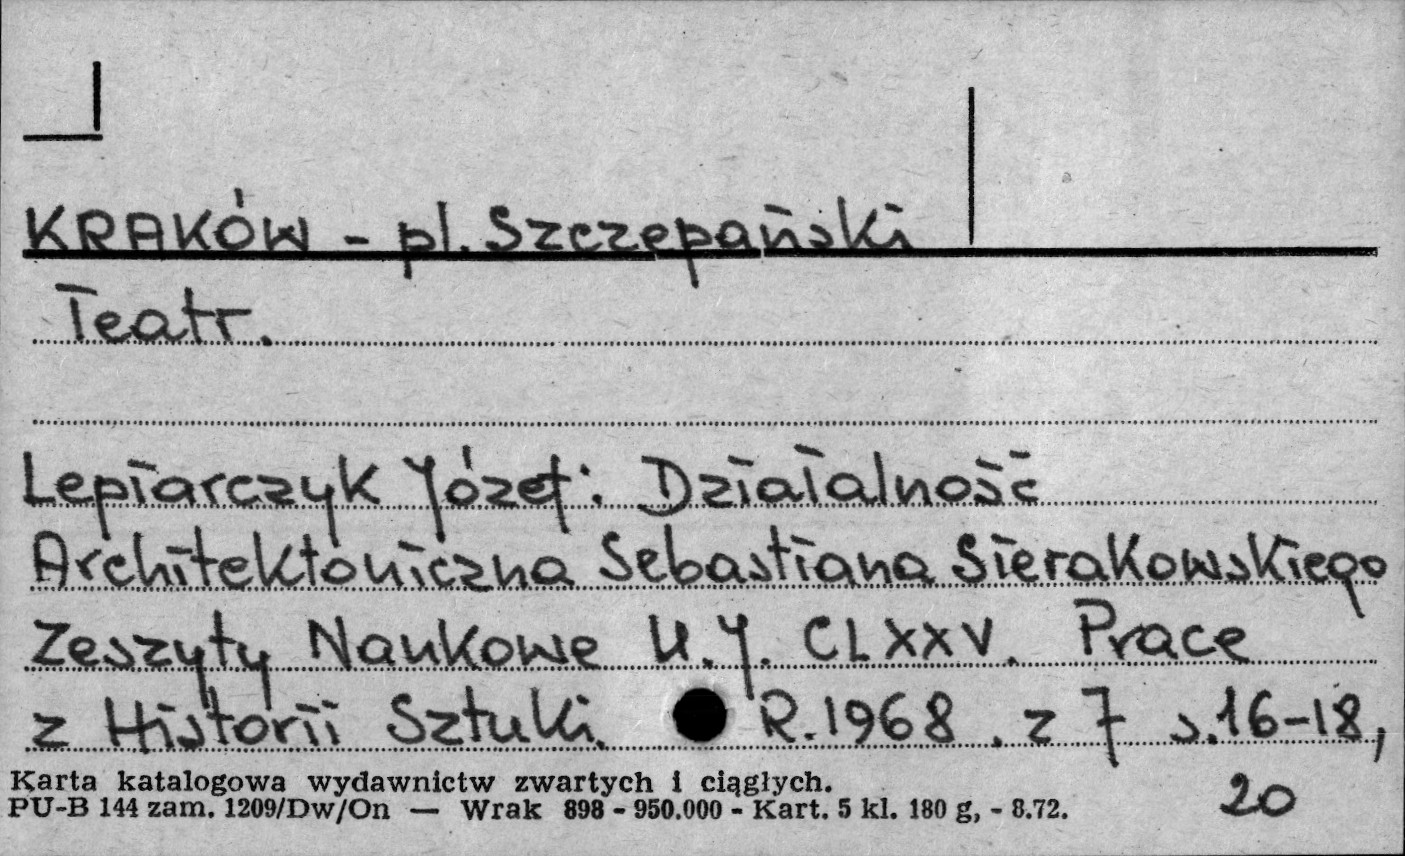 KRAKÓW - pl. Szczepański
Teatr.
Lepiarczyk Józef: Działalność
Architektoniczna Sebastiana Sierakowskiego
Zeszyty Naukowe U.J. CLXXV. Prace
z Historii Sztuki. R.1968. z 7 s.16-18,
20
Karta katalogowa wydawnictw zwartych i ciągłych.
PU-B 144 zam. 1209/Dw/On — Wrak 898 - 950.000 - Kart. 5 kl. 180 g, - 8.72.